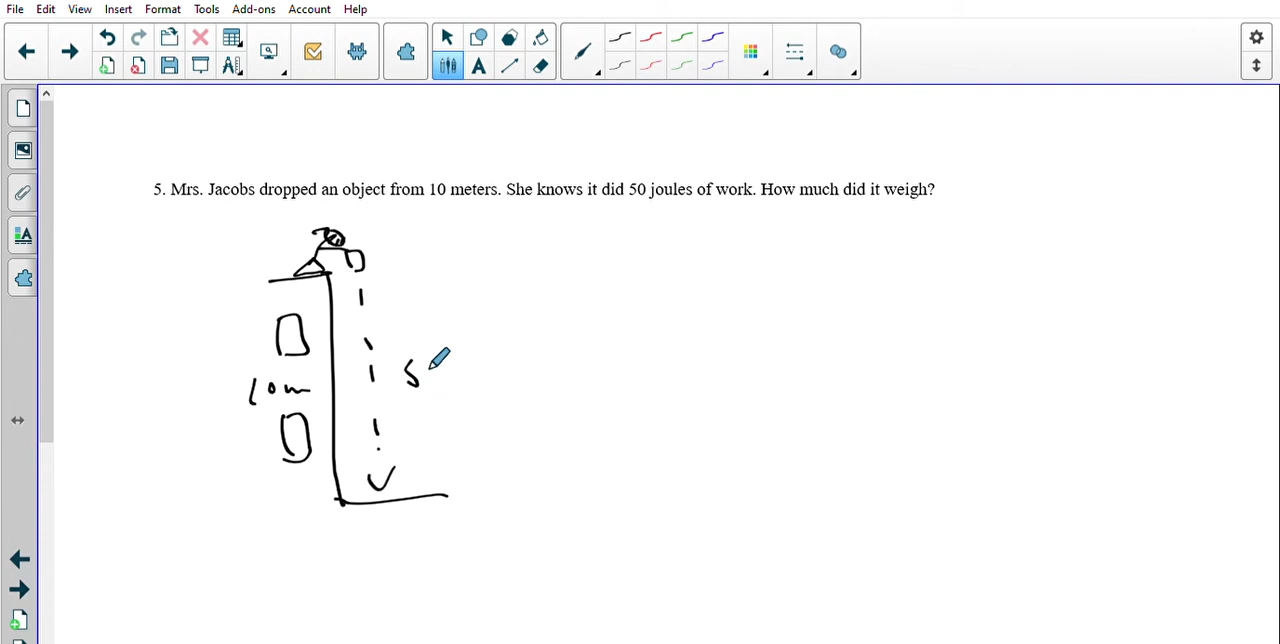 File Edit View Insert Format Tools Add-ons Account Help
5. Mrs. Jacobs dropped an object from 10 meters. She knows it did 50 joules of work. How much did it weigh?
10m
5